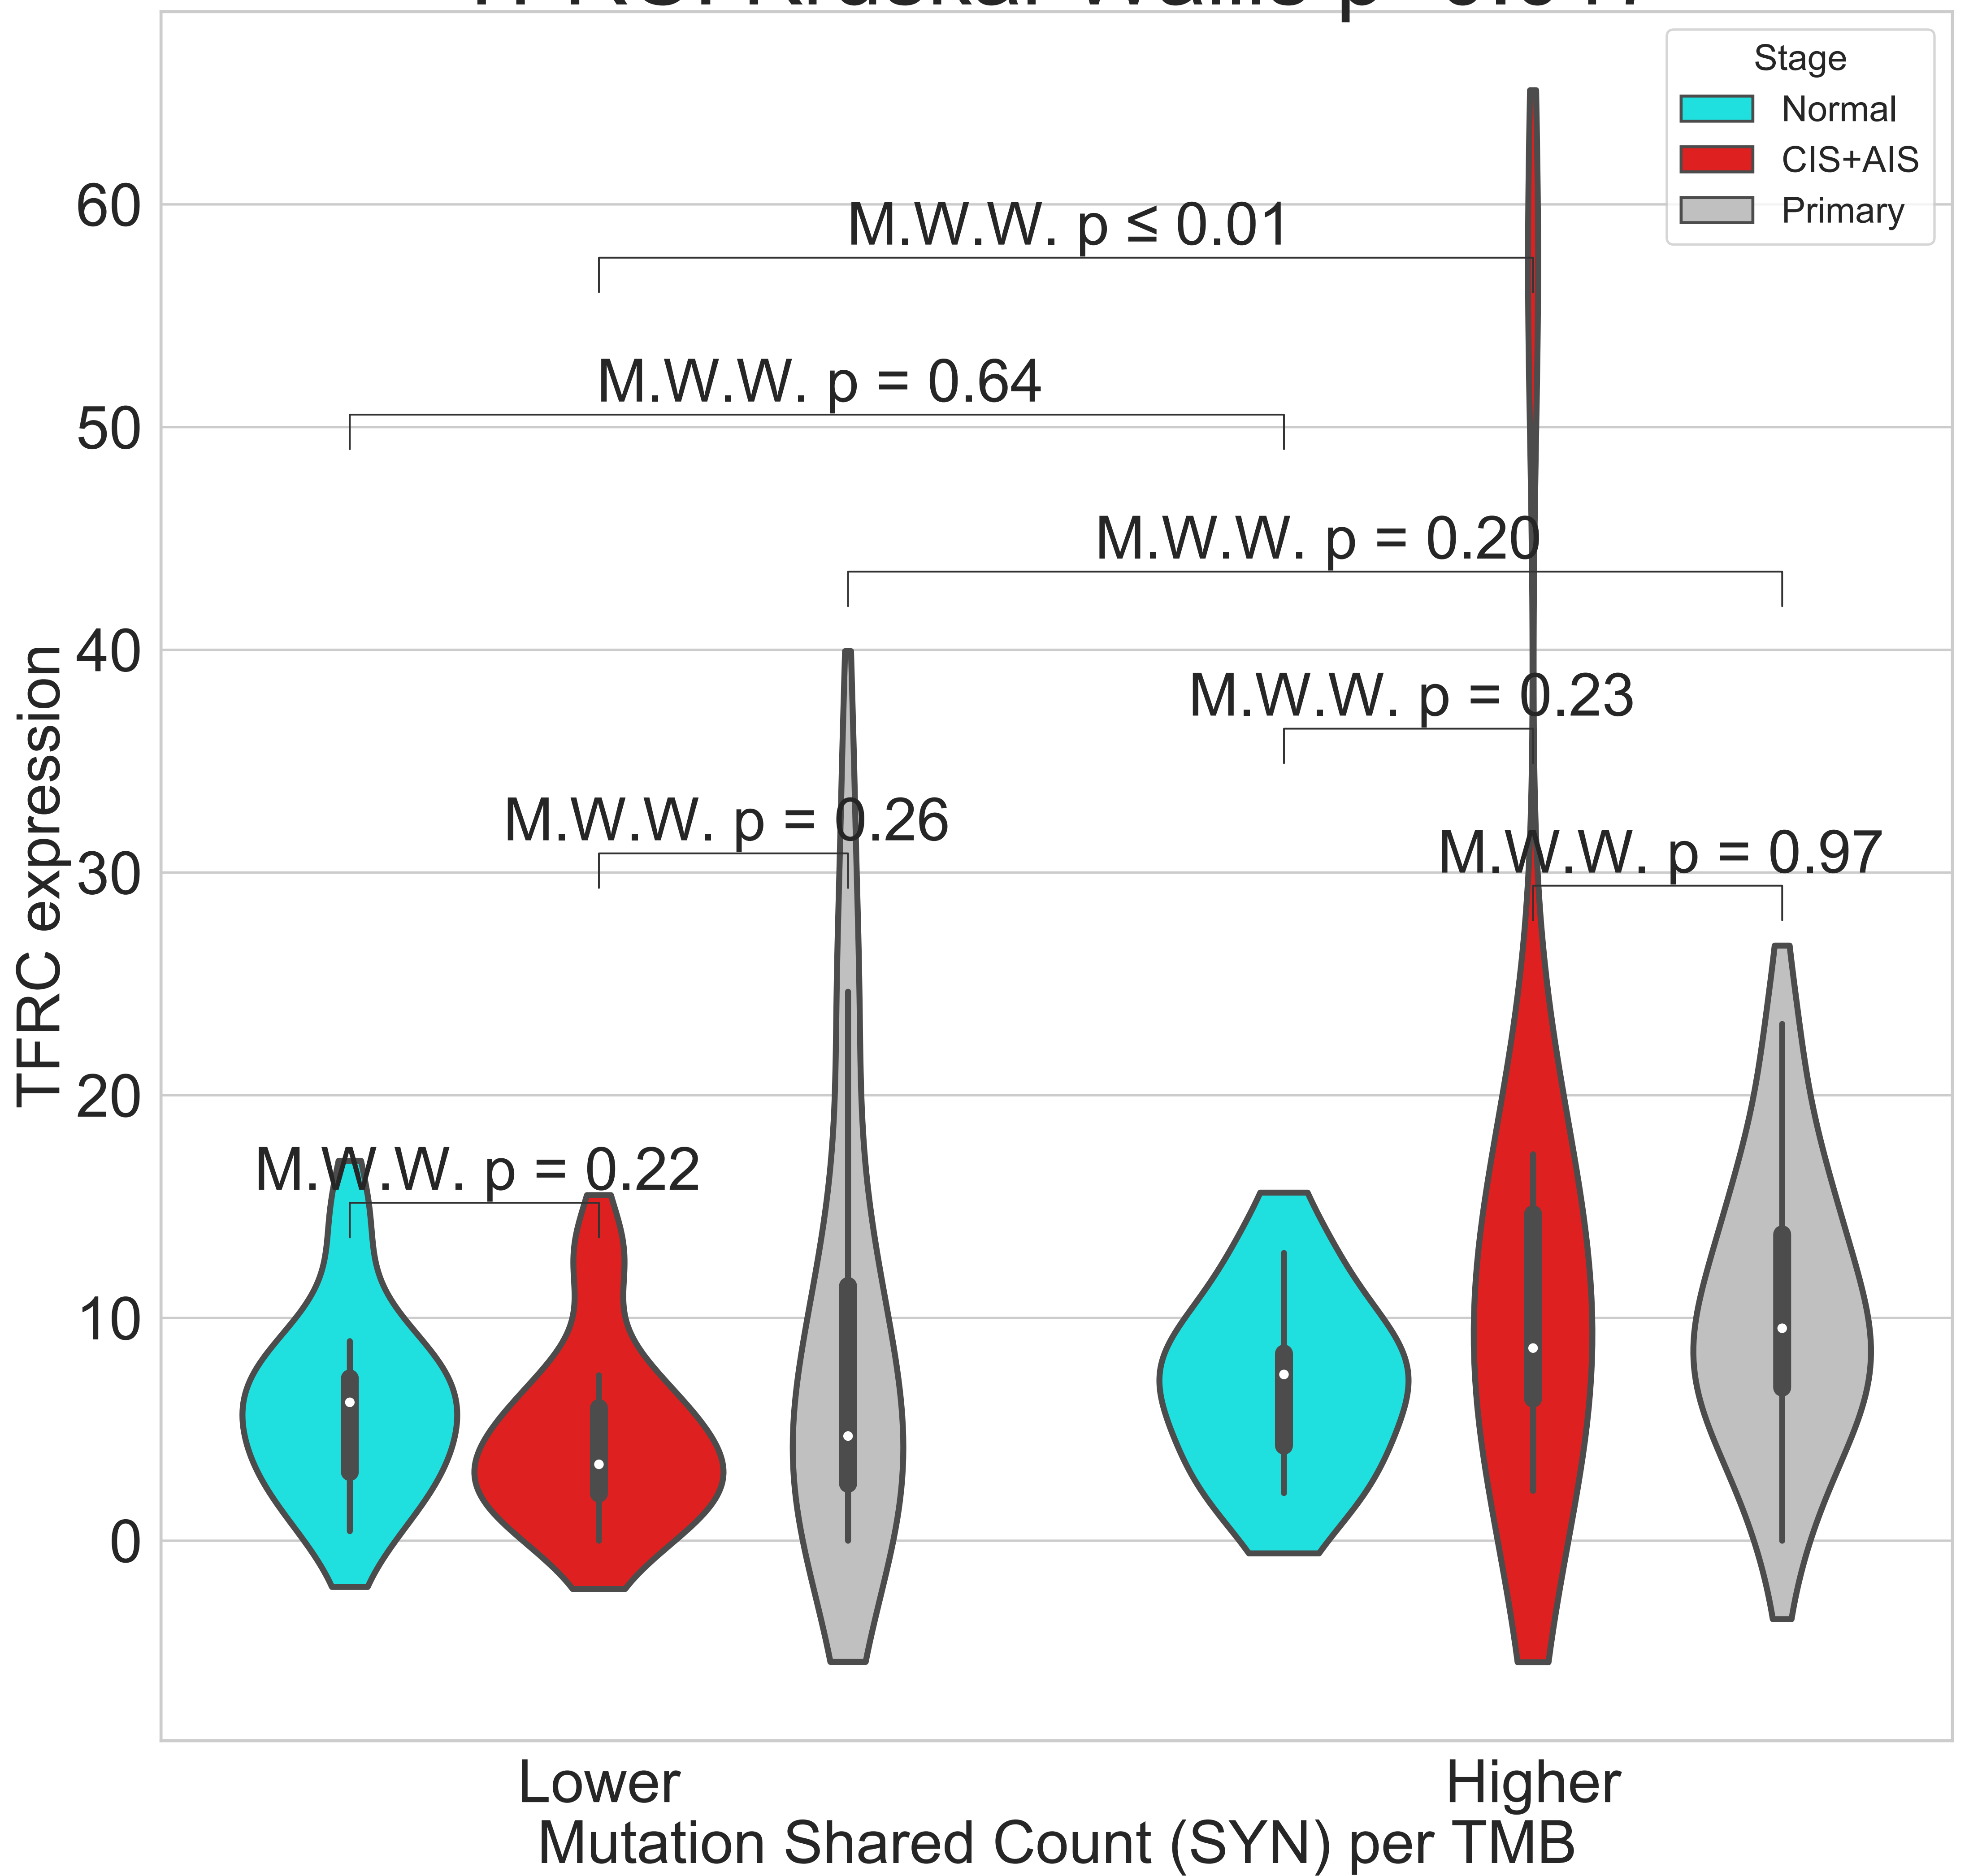 Stage
Normal
CIS+AIS
Primary
60
M.W.W. p ≤ 0.01
M.W.W. p = 0.64
50
M.W.W. p = 0.20
40
M.W.W. p = 0.23
M.W.W. p = 0.26
M.W.W. p = 0.97
30
20
M.W.W. p = 0.22
10
0
TFRC expression
Lower
Higher
Mutation Shared Count (SYN) per TMB